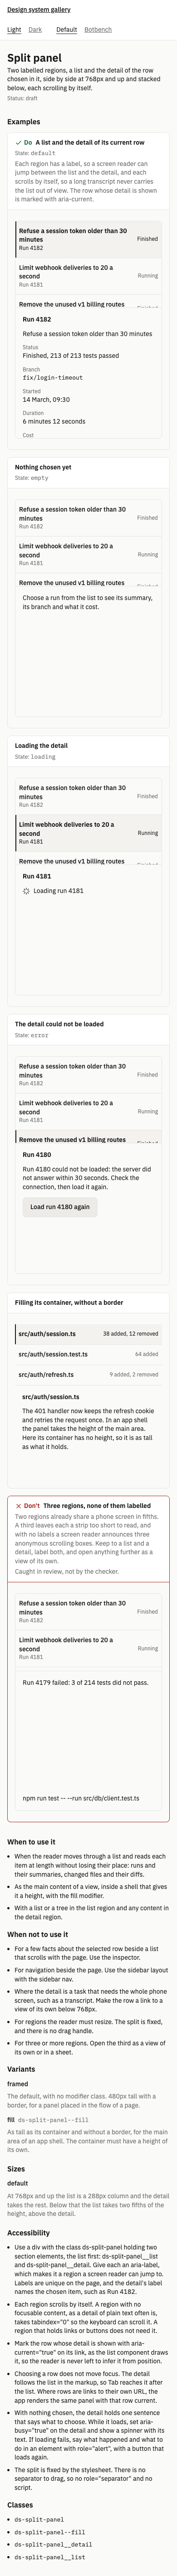 Design system gallery
Light Dark Default Botbench
Split panel
Two labelled regions, a list and the detail of the row
chosen in it, side by side at 768px and up and stacked
below, each scrolling by itself.
Status: draft
Examples
Do A list and the detail of its current row
State: default
Each region has a label, so a screen reader can
jump between the list and the detail, and each
scrolls by itself, so a long transcript never carries
the list out of view. The row whose detail is shown
is marked with aria-current.
Refuse a session token older than 30
minutes
Run 4182
Finished
Limit webhook deliveries to 20 a
second
Run 4181
Running
Remove the unused v1 billing routes
Run 4182
Refuse a session token older than 30 minutes
Status
Finished, 213 of 213 tests passed
Branch
fix/login-timeout
Started
14 March, 09:30
Duration
6 minutes 12 seconds
Cost
Nothing chosen yet
State: empty
Refuse a session token older than 30
minutes
Run 4182
Finished
Limit webhook deliveries to 20 a
second
Run 4181
Running
Remove the unused v1 billing routes
Choose a run from the list to see its summary,
its branch and what it cost.
Loading the detail
State: loading
Refuse a session token older than 30
minutes
Run 4182
Finished
Limit webhook deliveries to 20 a
second
Run 4181
Running
Remove the unused v1 billing routes
Run 4181
Loading run 4181
The detail could not be loaded
State: error
Refuse a session token older than 30
minutes
Run 4182
Finished
Limit webhook deliveries to 20 a
second
Run 4181
Running
Remove the unused v1 billing routes
Run 4180
Run 4180 could not be loaded: the server did
not answer within 30 seconds. Check the
connection, then load it again.
Load run 4180 again
Filling its container, without a border
src/auth/session.ts 38 added, 12 removed
src/auth/session.test.ts 64 added
src/auth/refresh.ts 9 added, 2 removed
src/auth/session.ts
The 401 handler now keeps the refresh cookie
and retries the request once. In an app shell
the panel takes the height of the main area.
Here its container has no height, so it is as tall
as what it holds.
Don't Three regions, none of them labelled
Two regions already share a phone screen in fifths.
A third leaves each a strip too short to read, and
with no labels a screen reader announces three
anonymous scrolling boxes. Keep to a list and a
detail, label both, and open anything further as a
view of its own.
Caught in review, not by the checker.
Refuse a session token older than 30
minutes
Run 4182
Finished
Limit webhook deliveries to 20 a
second
Run 4181
Running
Run 4179 failed: 3 of 214 tests did not pass.
npm run test -- --run src/db/client.test.ts
When to use it
When the reader moves through a list and reads each
item at length without losing their place: runs and
their summaries, changed files and their diffs.
As the main content of a view, inside a shell that gives
it a height, with the fill modifier.
With a list or a tree in the list region and any content in
the detail region.
When not to use it
For a few facts about the selected row beside a list
that scrolls with the page. Use the inspector.
For navigation beside the page. Use the sidebar layout
with the sidebar nav.
Where the detail is a task that needs the whole phone
screen, such as a transcript. Make the row a link to a
view of its own below 768px.
For regions the reader must resize. The split is fixed,
and there is no drag handle.
For three or more regions. Open the third as a view of
its own or in a sheet.
Variants
framed
The default, with no modifier class. 480px tall with a
border, for a panel placed in the flow of a page.
fill ds-split-panel--fill
As tall as its container and without a border, for the main
area of an app shell. The container must have a height of
its own.
Sizes
default
At 768px and up the list is a 288px column and the detail
takes the rest. Below that the list takes two fifths of the
height, above the detail.
Accessibility
Use a div with the class ds-split-panel holding two
section elements, the list first: ds-split-panel__list
and ds-split-panel__detail. Give each an aria-label,
which makes it a region a screen reader can jump to.
Labels are unique on the page, and the detail's label
names the chosen item, such as Run 4182.
Each region scrolls by itself. A region with no
focusable content, as a detail of plain text often is,
takes tabindex="0" so the keyboard can scroll it. A
region that holds links or buttons does not need it.
Mark the row whose detail is shown with aria-
current="true" on its link, as the list component draws
it, so the reader is never left to infer it from position.
Choosing a row does not move focus. The detail
follows the list in the markup, so Tab reaches it after
the list. Where rows are links to their own URL, the
app renders the same panel with that row current.
With nothing chosen, the detail holds one sentence
that says what to choose. While it loads, set aria-
busy="true" on the detail and show a spinner with its
text. If loading fails, say what happened and what to
do in an element with role="alert", with a button that
loads again.
The split is fixed by the stylesheet. There is no
separator to drag, so no role="separator" and no
script.
Classes
ds-split-panel
ds-split-panel--fill
ds-split-panel__detail
ds-split-panel__list